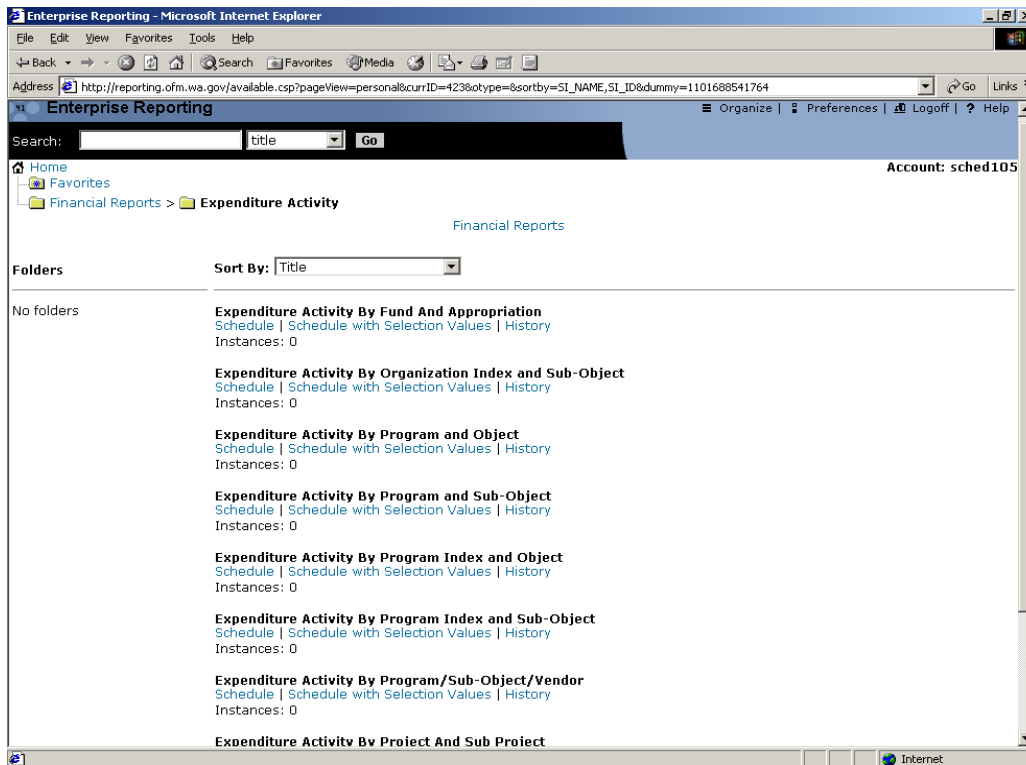 Enterprise Reporting - Microsoft Internet Explorer
File Edit View Favorites Tools Help
Back Search Favorites Media
Address http://reporting.ofm.wa.gov/available.csp?pageView=personal&currID=423&otype=&sortby=SI_NAME,SI_ID&dummy=1101688541764 Go Links
Enterprise Reporting Organize | Preferences | Logoff | ? Help
Search: title Go
Home Account: sched105
Favorites
Financial Reports > Expenditure Activity
Financial Reports
Folders Sort By: Title
No folders
Expenditure Activity By Fund And Appropriation
Schedule | Schedule with Selection Values | History
Instances: 0
Expenditure Activity By Organization Index and Sub-Object
Schedule | Schedule with Selection Values | History
Instances: 0
Expenditure Activity By Program and Object
Schedule | Schedule with Selection Values | History
Instances: 0
Expenditure Activity By Program and Sub-Object
Schedule | Schedule with Selection Values | History
Instances: 0
Expenditure Activity By Program Index and Object
Schedule | Schedule with Selection Values | History
Instances: 0
Expenditure Activity By Program Index and Sub-Object
Schedule | Schedule with Selection Values | History
Instances: 0
Expenditure Activity By Program/Sub-Object/Vendor
Schedule | Schedule with Selection Values | History
Instances: 0
Expenditure Activity By Project And Sub Project
Internet